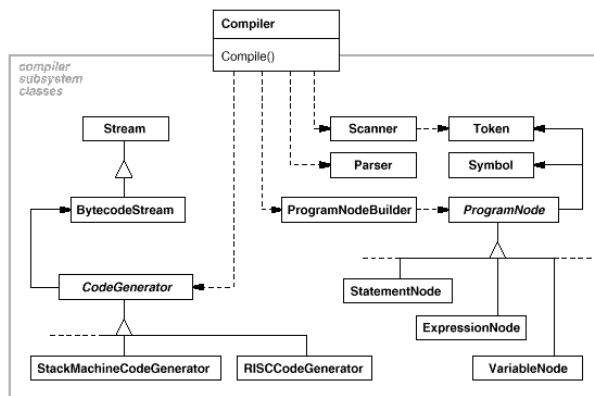 Compiler
Compile()
compiler
subsystem
classes
Stream
Scanner
Token
Parser
Symbol
BytecodeStream
ProgramNodeBuilder
ProgramNode
CodeGenerator
StatementNode
ExpressionNode
StackMachineCodeGenerator
RISCCodeGenerator
VariableNode